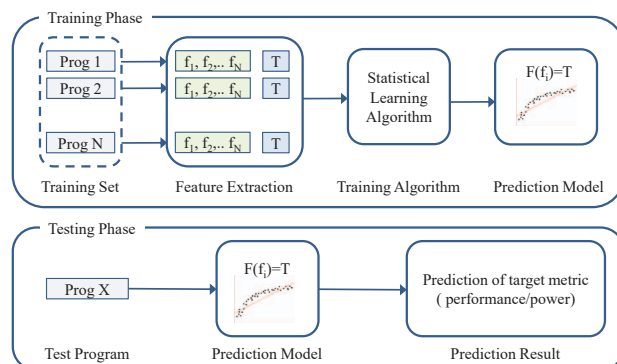 Training Phase
Prog 1
f1, f2,.. fN
T
Prog 2
f1, f2,.. fN
T
Prog N
f1, f2,.. fN
T
Statistical
Learning
Algorithm
F(fi)=T
Training Set
Feature Extraction
Training Algorithm
Prediction Model
Testing Phase
Prog X
F(fi)=T
Prediction of target metric
( performance/power)
Test Program
Prediction Model
Prediction Result